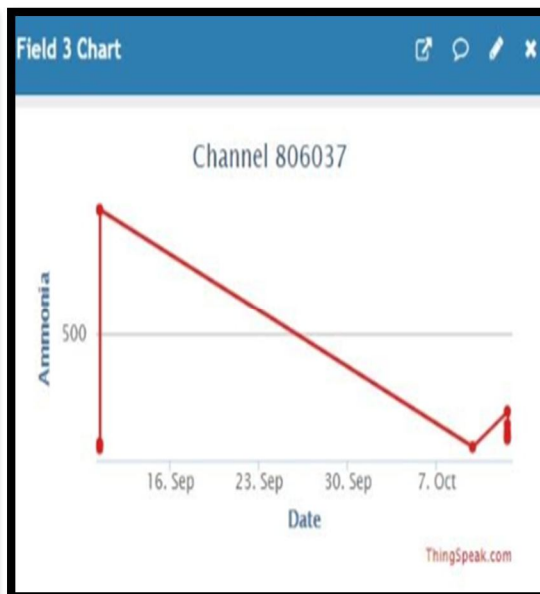 Field 3 Chart
Channel 806037
Ammonia
500
16. Sep 23. Sep 30. Sep 7. Oct
Date
ThingSpeak.com